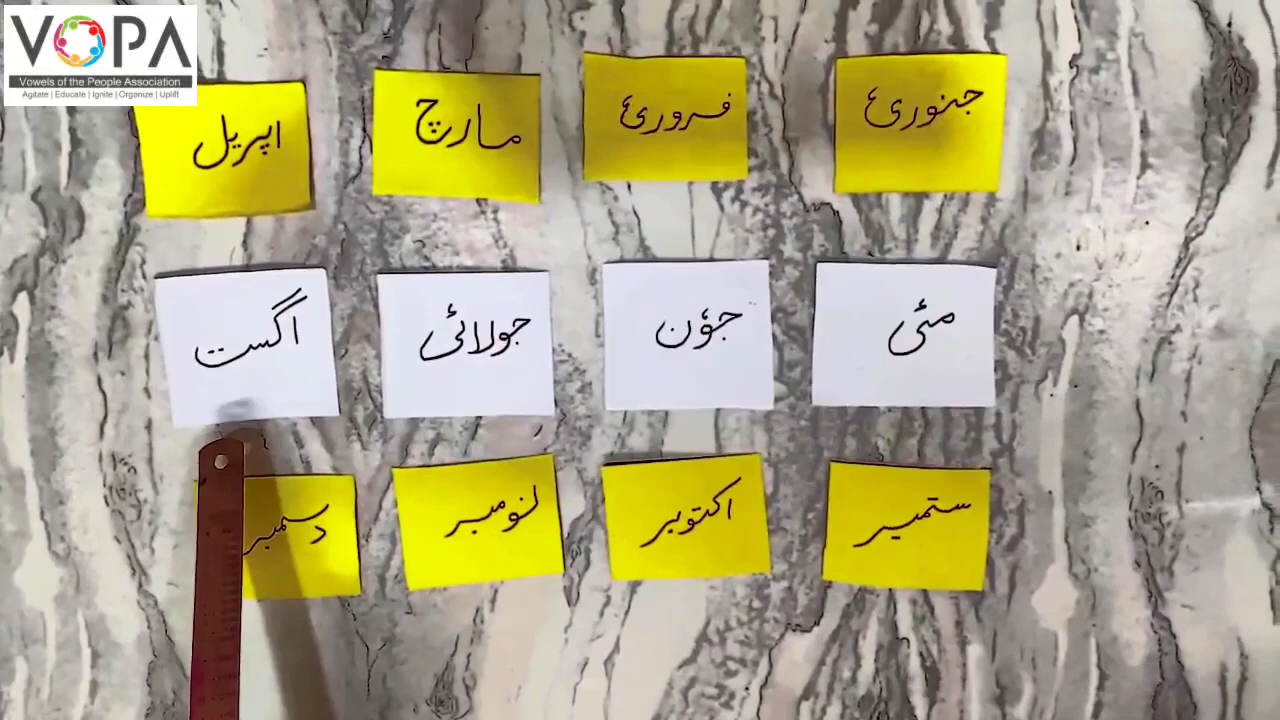 VOPA
Vowels of the People Association
Agitate | Educate | Ignite | Organize | Uplift
جنوریٔ
فروریٔ
مارچ
اپریل
مئی
جوٗن
جولائی
اگست
ستمبر
اکتوبر
نومبر
دسمبر